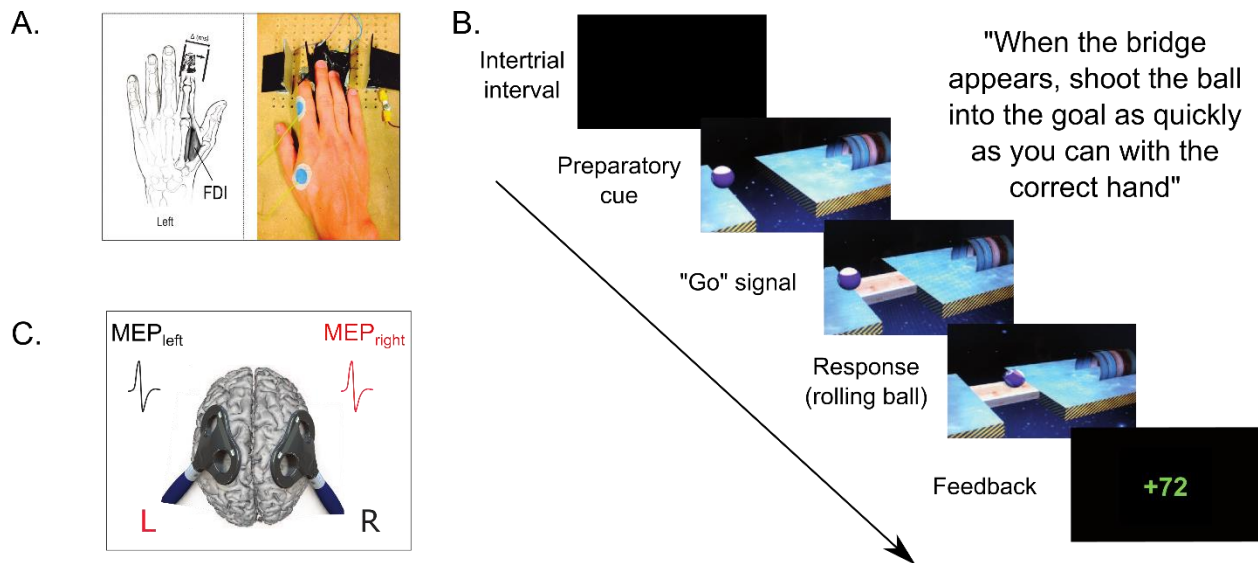 A.
Δ (ms)
FDI
Left
B.
Intertrial
interval
Preparatory
cue
"Go" signal
Response
(rolling ball)
Feedback
"When the bridge
appears, shoot the ball
into the goal as quickly
as you can with the
correct hand"
+72
C.
MEPleft
MEPright
L
R